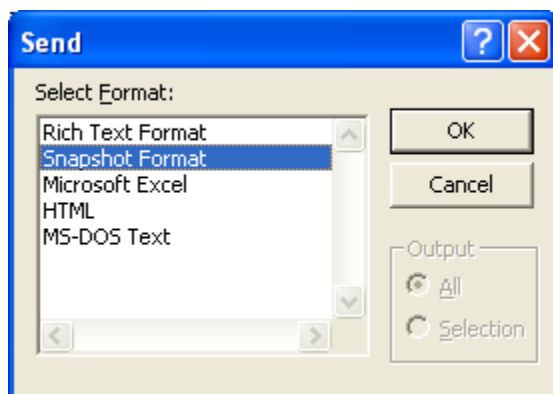 Send
Select Format:
Rich Text Format
Snapshot Format
Microsoft Excel
HTML
MS-DOS Text
OK
Cancel
Output
All
Selection